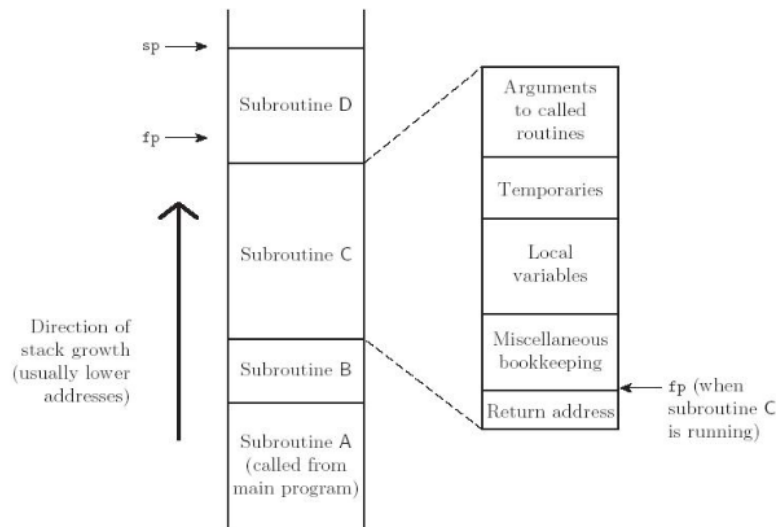 sp
Subroutine D
fp
Subroutine C
Direction of
stack growth
(usually lower
addresses)
Subroutine B
Subroutine A
(called from
main program)
Arguments
to called
routines
Temporaries
Local
variables
Miscellaneous
bookkeeping
Return address
fp (when
subroutine C
is running)